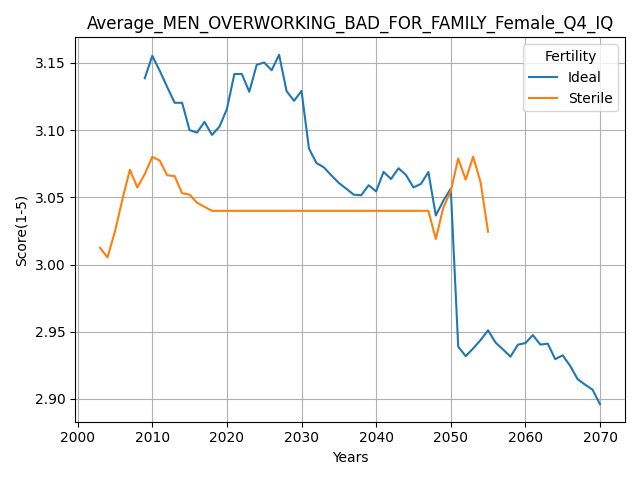 Average_MEN_OVERWORKING_BAD_FOR_FAMILY_Female_Q4_IQ
Fertility
Ideal
Sterile
Score(1-5)
3.15
3.10
3.05
3.00
2.95
2.90
2000 2010 2020 2030 2040 2050 2060 2070
Years